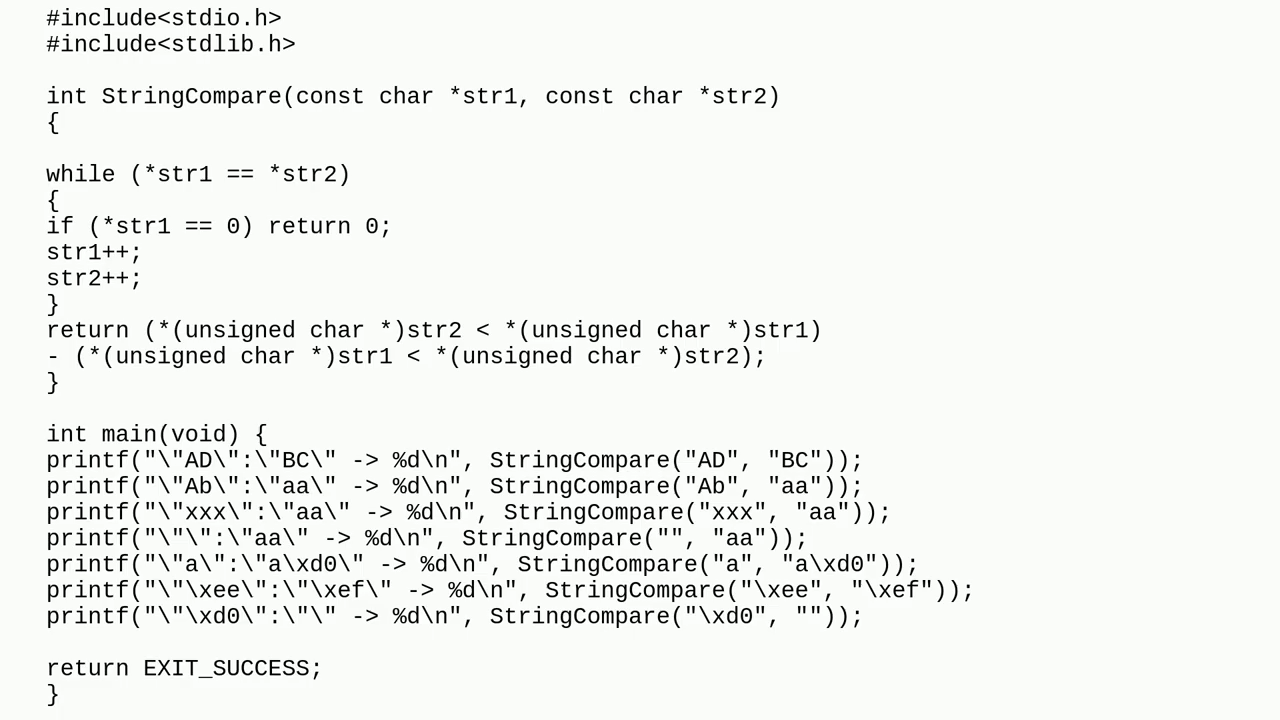 #include<stdio.h>
#include<stdlib.h>
int StringCompare(const char *str1, const char *str2)
{
while (*str1 == *str2)
{
if (*str1 == 0) return 0;
str1++;
str2++;
}
return (*(unsigned char *)str2 < *(unsigned char *)str1)
- (*(unsigned char *)str1 < *(unsigned char *)str2);
}
int main(void) {
printf("\"AD\":\"BC\" -> %d\n", StringCompare("AD", "BC"));
printf("\"Ab\":\"aa\" -> %d\n", StringCompare("Ab", "aa"));
printf("\"xxx\":\"aa\" -> %d\n", StringCompare("xxx", "aa"));
printf("\"\":\"aa\" -> %d\n", StringCompare("", "aa"));
printf("\"a\":\"a\xd0\" -> %d\n", StringCompare("a", "a\xd0"));
printf("\"\xee\":\"\xef\" -> %d\n", StringCompare("\xee", "\xef"));
printf("\"\xd0\":\"\" -> %d\n", StringCompare("\xd0", ""));
return EXIT_SUCCESS;
}